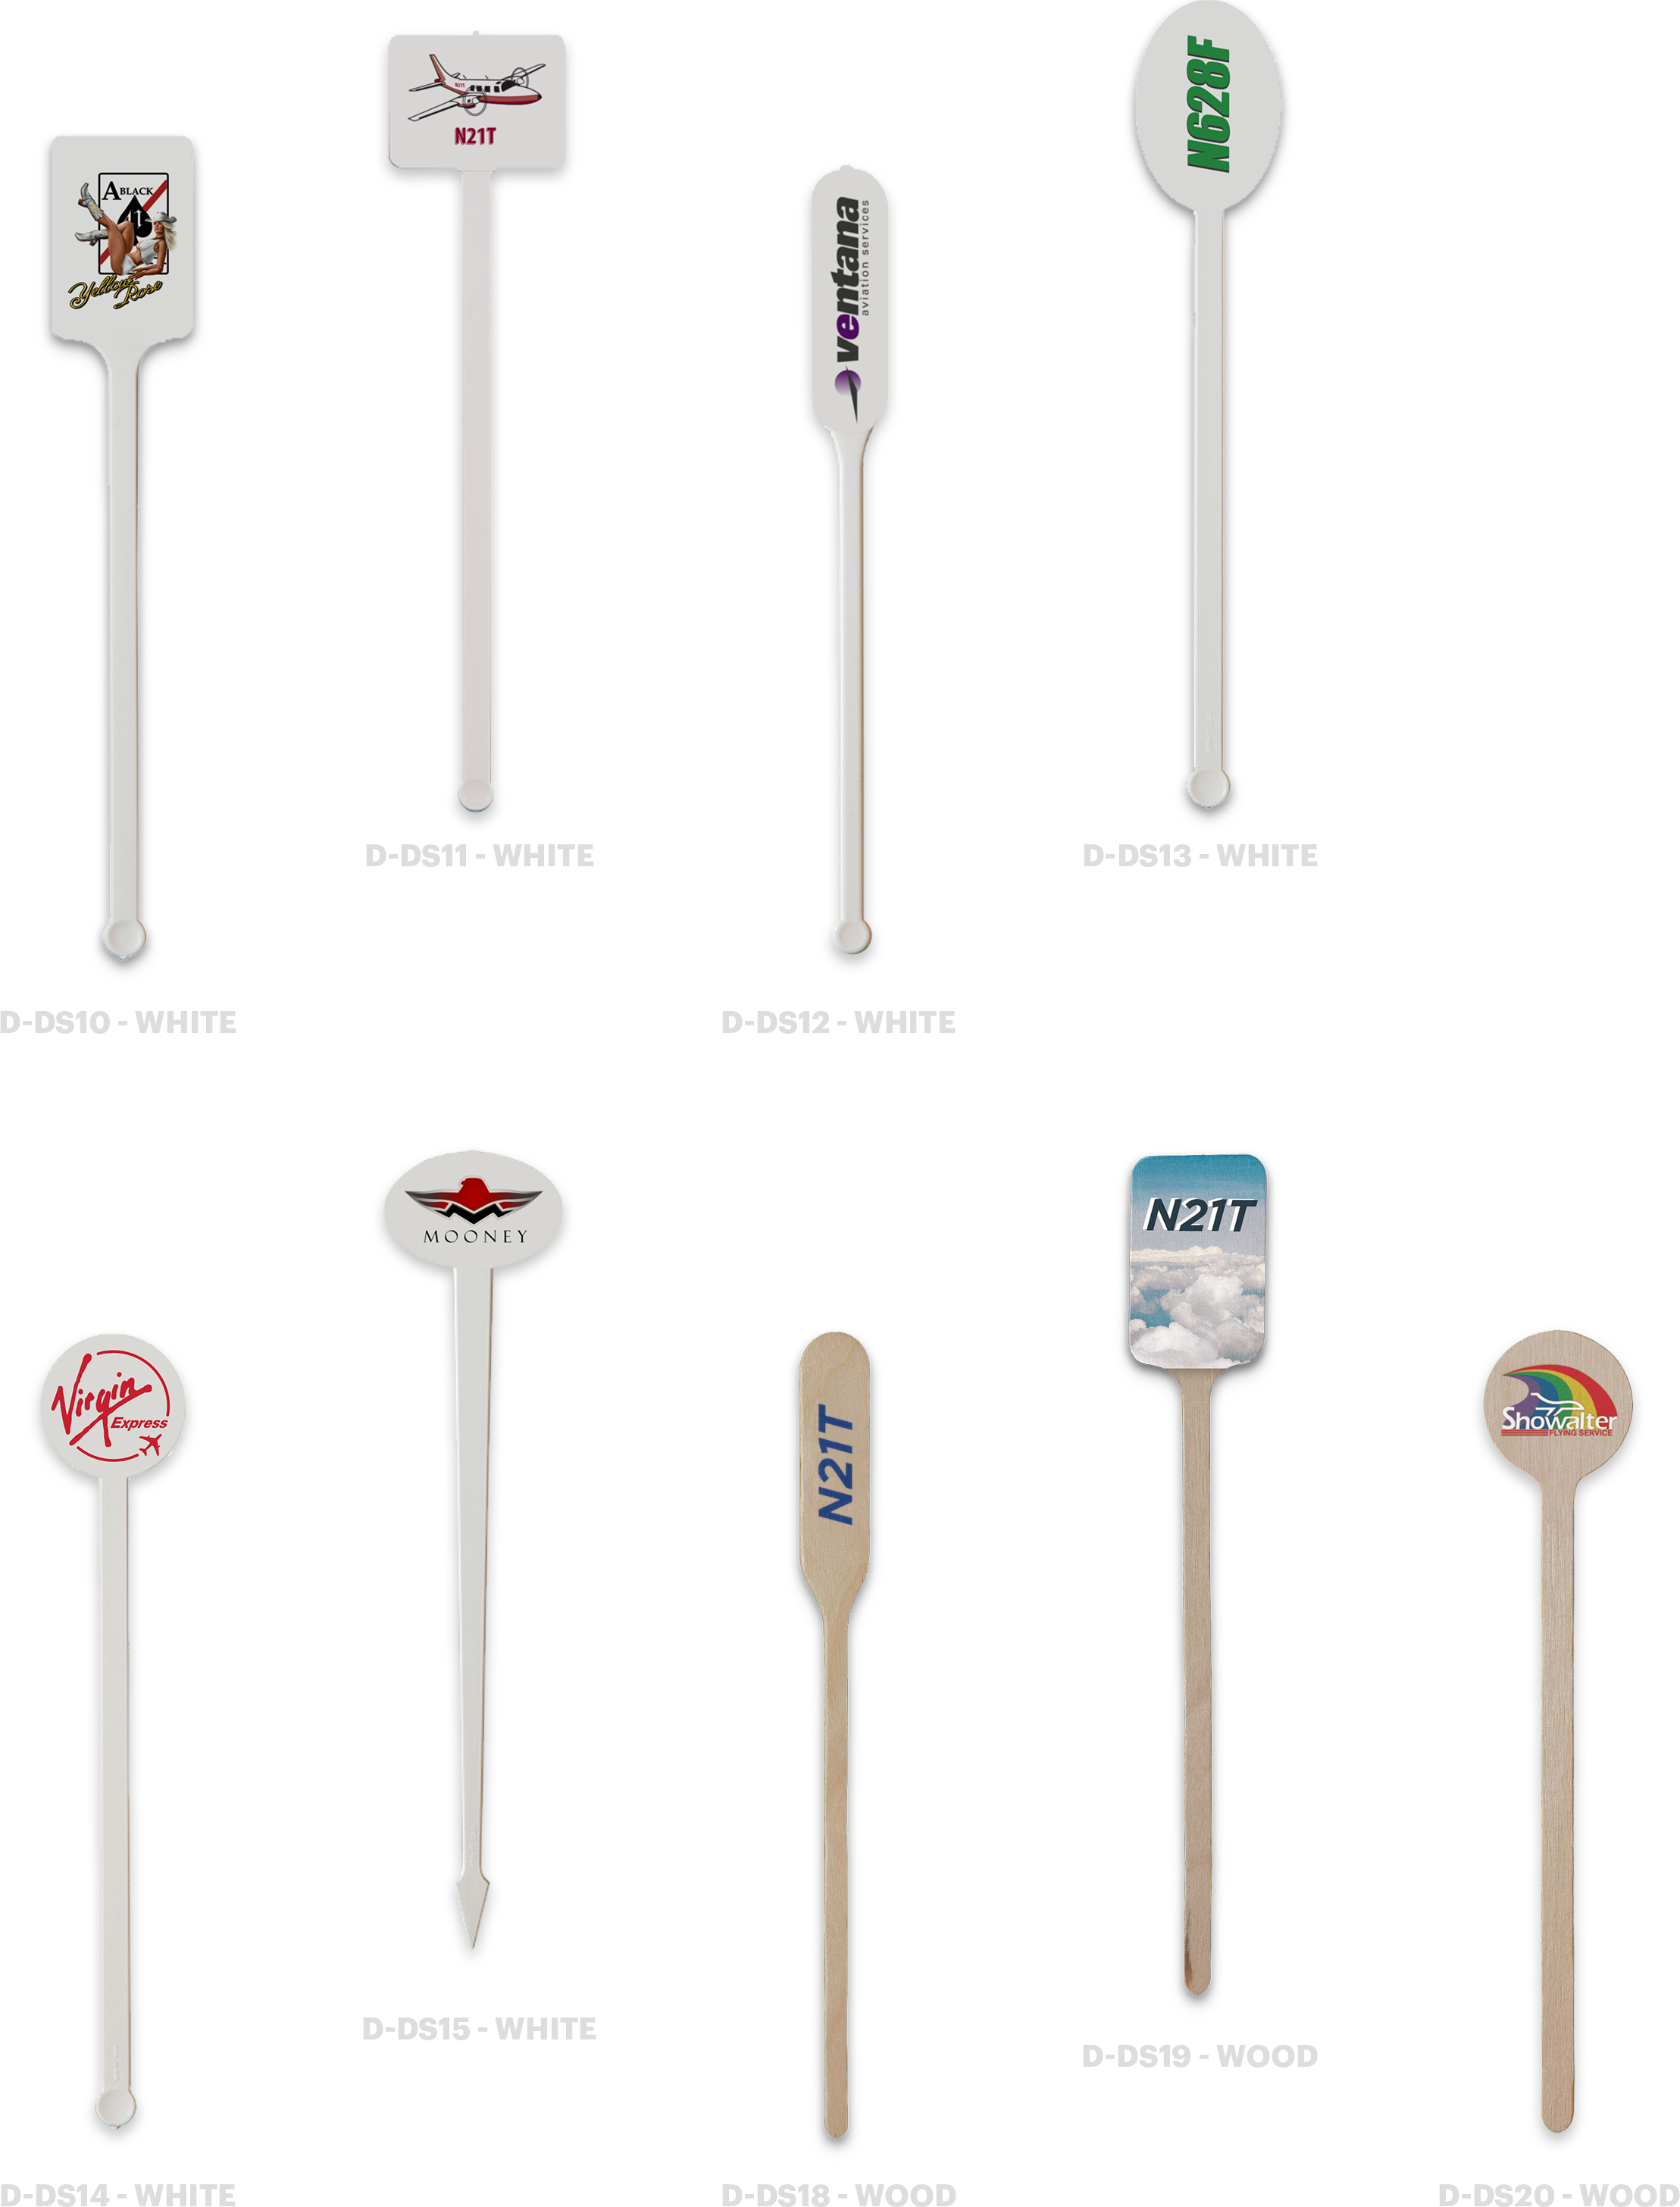 A BLACK
Yellow
Rose
N21T
ventana
aviation services
N628F
D-DS11 - WHITE
D-DS13 - WHITE
D-DS10 - WHITE
D-DS12 - WHITE
MOONEY
N21T
Virgin
Express
N21T
Showalter
FLYING SERVICE
D-DS15 - WHITE
D-DS19 - WOOD
D-DS14 - WHITE
D-DS18 - WOOD
D-DS20 - WOOD